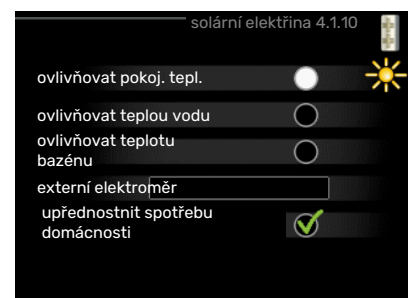 solární elektřina 4.1.10
ovlivňovat pokoj. tepl.
ovlivňovat teplou vodu
ovlivňovat teplotu
bazénu
externí elektroměr
upřednostnit spotřebu
domácnosti